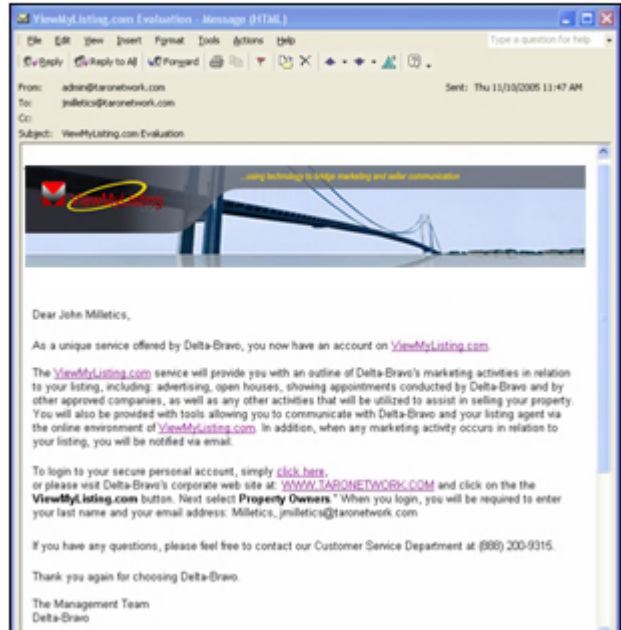 ViewMyListing.com Evaluation - Message (HTML)
File Edit View Insert Format Tools Actions Help Type a question for help
Reply Reply to All Forward
From: admin@taronetwork.com Sent: Thu 11/10/2005 11:47 AM
To: jmilletics@taronetwork.com
Cc:
Subject: ViewMyListing.com Evaluation
...using technology to bridge marketing and seller communication
ViewMyListing
Dear John Milletics,
As a unique service offered by Delta-Bravo, you now have an account on ViewMyListing.com.
The ViewMyListing.com service will provide you with an outline of Delta-Bravo's marketing activities in relation
to your listing, including: advertising, open houses, showing appointments conducted by Delta-Bravo and by
other approved companies, as well as any other activities that will be utilized to assist in selling your property.
You will also be provided with tools allowing you to communicate with Delta-Bravo and your listing agent via
the online environment of ViewMyListing.com. In addition, when any marketing activity occurs in relation to
your listing, you will be notified via email.
To login to your secure personal account, simply click here,
or please visit Delta-Bravo's corporate web site at: WWW.TARONETWORK.COM and click on the the
ViewMyListing.com button. Next select Property Owners." When you login, you will be required to enter
your last name and your email address: Milletics, jmilletics@taronetwork.com
If you have any questions, please feel free to contact our Customer Service Department at (888) 200-9315.
Thank you again for choosing Delta-Bravo.
The Management Team
Delta-Bravo